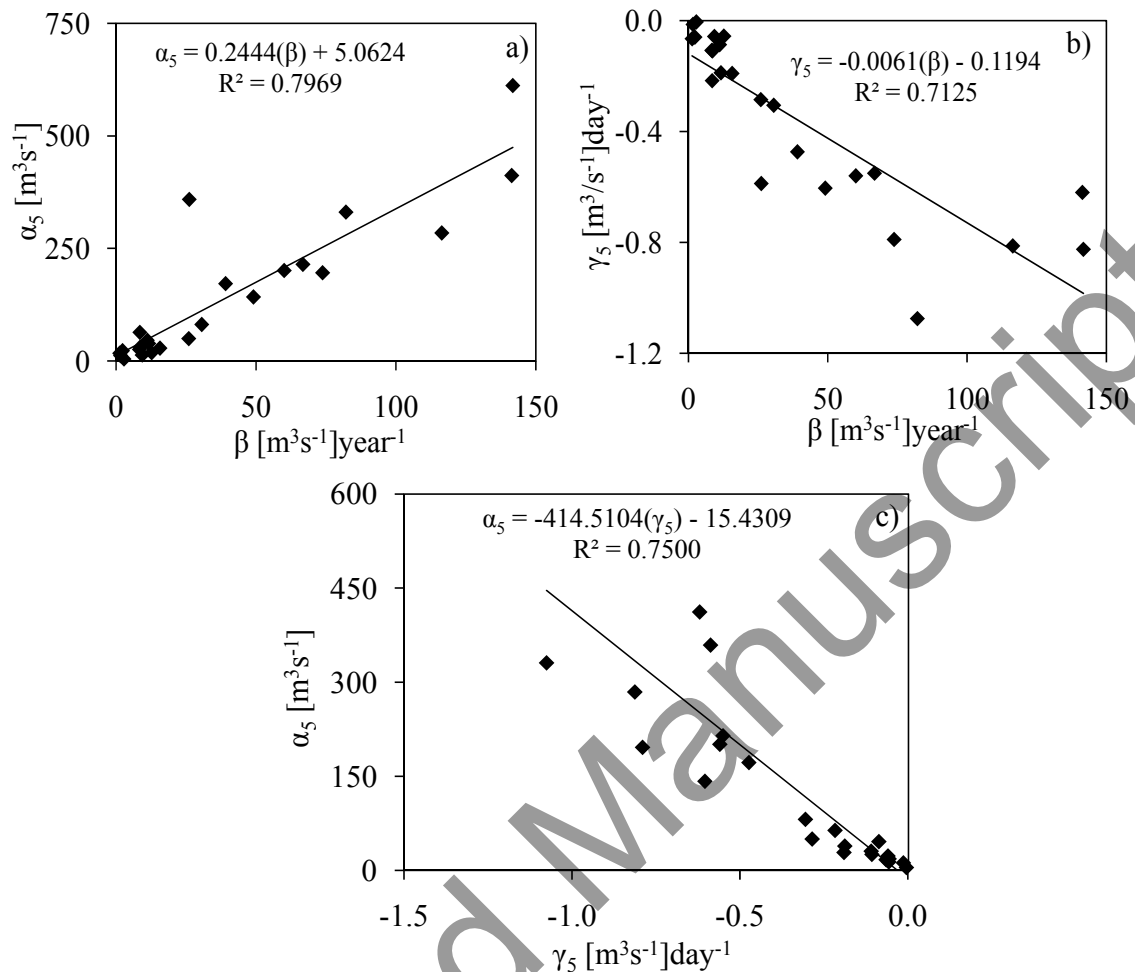 750
500
250
0
α₅ [m³s⁻¹]
a)
α₅ = 0.2444(β) + 5.0624
R² = 0.7969
0 50 100 150
β [m³s⁻¹]year⁻¹
0.0
-0.4
-0.8
-1.2
γ₅ [m³/s⁻¹]day⁻¹
b)
γ₅ = -0.0061(β) - 0.1194
R² = 0.7125
0 50 100 150
β [m³s⁻¹]year⁻¹
600
450
300
150
0
α₅ [m³s⁻¹]
c)
α₅ = -414.5104(γ₅) - 15.4309
R² = 0.7500
-1.5 -1.0 -0.5 0.0
γ₅ [m³s⁻¹]day⁻¹
d Manuscript